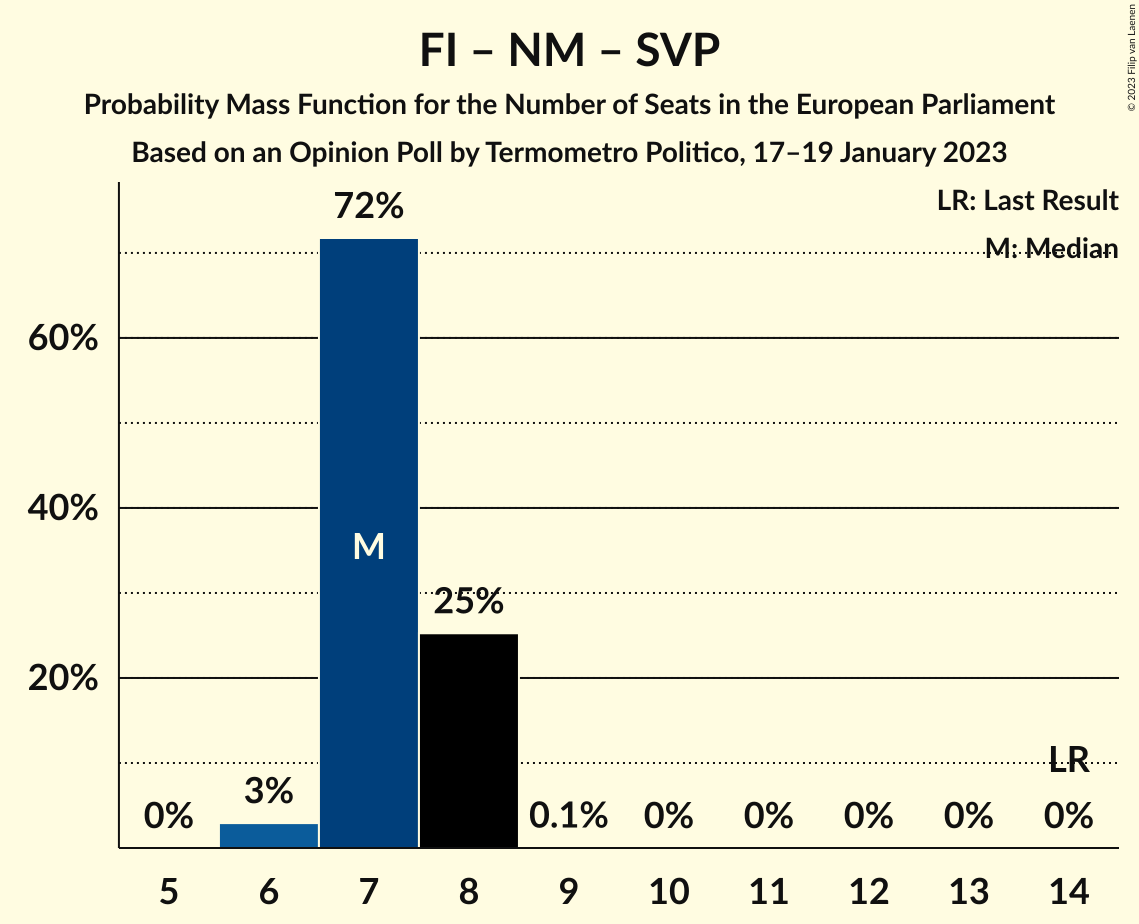 FI – NM – SVP
Probability Mass Function for the Number of Seats in the European Parliament
Based on an Opinion Poll by Termometro Politico, 17–19 January 2023
© 2023 Filip van Laenen
LR: Last Result
M: Median
60%
40%
20%
0%
3%
72%
M
25%
0.1%
0%
0%
0%
0%
LR
0%
5 6 7 8 9 10 11 12 13 14